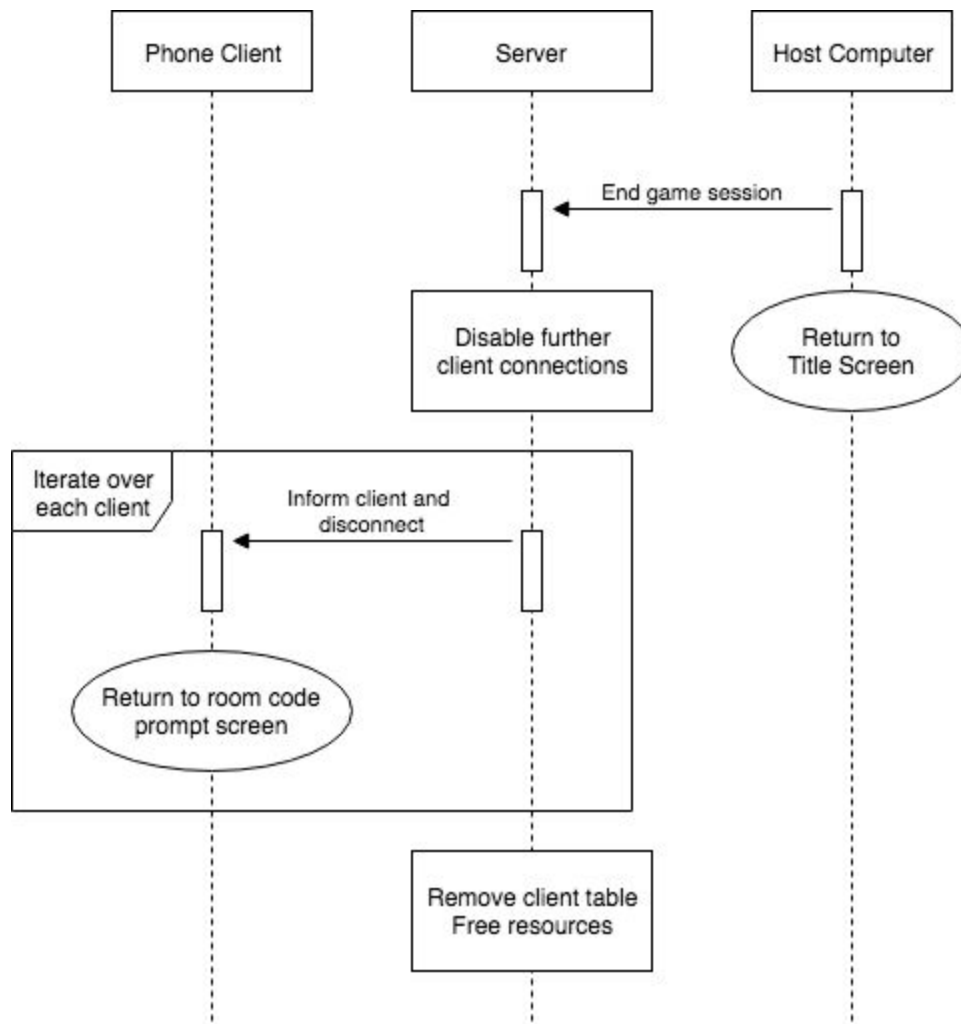 Phone Client
Server
Host Computer
End game session
Disable further
client connections
Return to
Title Screen
Iterate over
each client
Inform client and
disconnect
Return to room code
prompt screen
Remove client table
Free resources